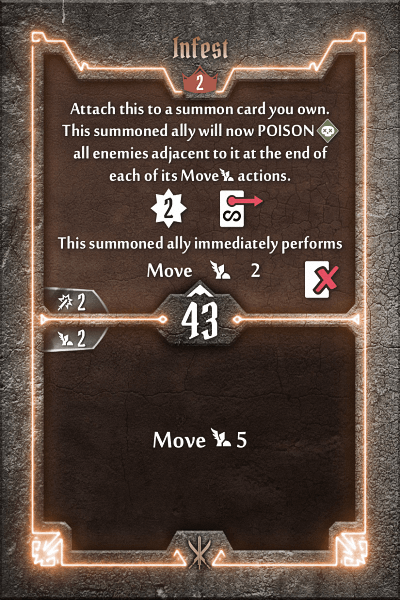 Infest
2
Attach this to a summon card you own.
This summoned ally will now POISON
all enemies adjacent to it at the end of
each of its Move actions.
2
This summoned ally immediately performs
Move 2
2
43
2
Move 5